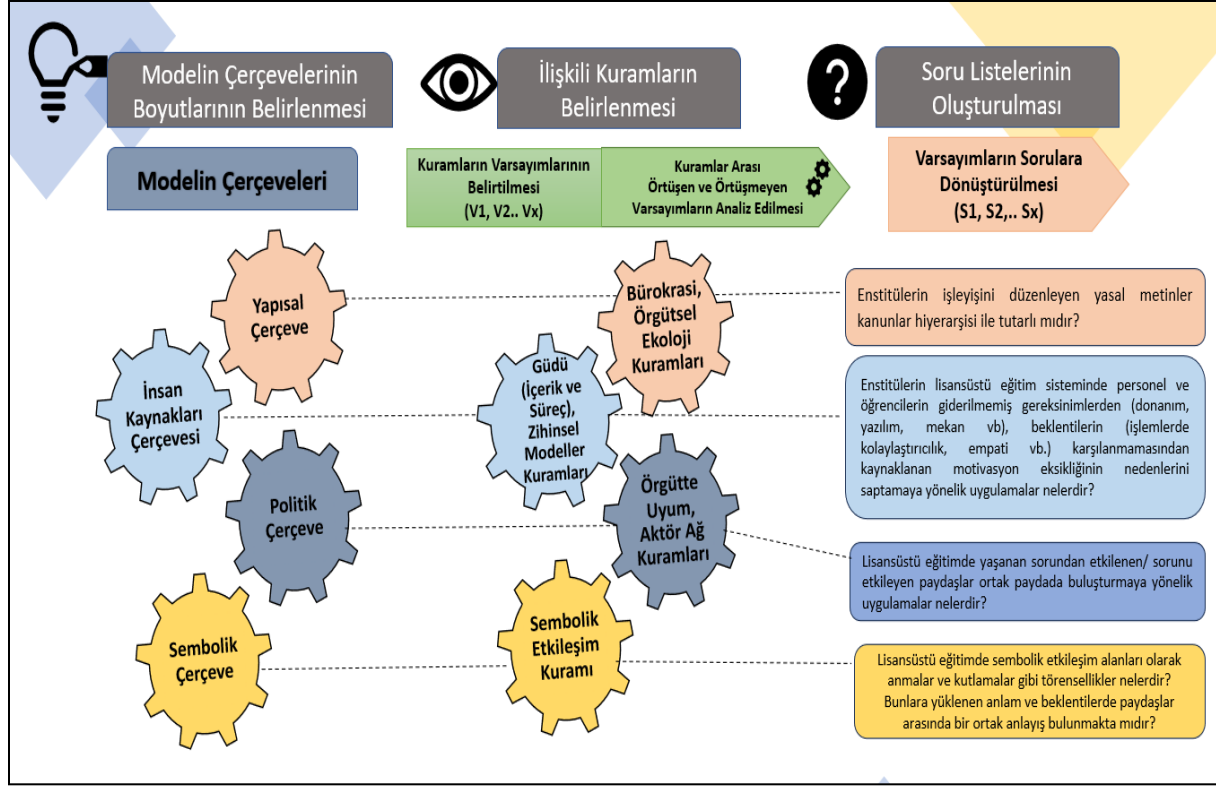 Modelin Çerçevelerinin
Boyutlarının Belirlenmesi
İlişkili Kuramların
Belirlenmesi
?
Soru Listelerinin
Oluşturulması
Modelin Çerçeveleri
Kuramların Varsayımlarının
Belirtilmesi
(V1, V2.. Vx)
Kuramlar Arası
Örtüşen ve Örtüşmeyen
Varsayımların Analiz Edilmesi
Varsayımların Sorulara
Dönüştürülmesi
(S1, S2,.. Sx)
Yapısal
Çerçeve
Bürokrasi,
Örgütsel
Ekoloji
Kuramları
Enstitülerin işleyişini düzenleyen yasal metinler
kanunlar hiyerarşisi ile tutarlı mıdır?
İnsan
Kaynakları
Çerçevesi
Güdü
(İçerik ve
Süreç),
Zihinsel
Modeller
Kuramları
Enstitülerin lisansüstü eğitim sisteminde personel ve
öğrencilerin giderilmemiş gereksinimlerden (donanım,
yazılım, mekan vb), beklentilerin (işlemlerde
kolaylaştırıcılık, empati vb.) karşılanmamasından
kaynaklanan motivasyon eksikliğinin nedenlerini
saptamaya yönelik uygulamalar nelerdir?
Politik
Çerçeve
Örgütte
Uyum,
Aktör Ağ
Kuramları
Lisansüstü eğitimde yaşanan sorundan etkilenen/ sorunu
etkileyen paydaşlar ortak paydada buluşturmaya yönelik
uygulamalar nelerdir?
Sembolik
Çerçeve
Sembolik
Etkileşim
Kuramı
Lisansüstü eğitimde sembolik etkileşim alanları olarak
anmalar ve kutlamalar gibi törensellikler nelerdir?
Bunlara yüklenen anlam ve beklentilerde paydaşlar
arasında bir ortak anlayış bulunmakta mıdır?